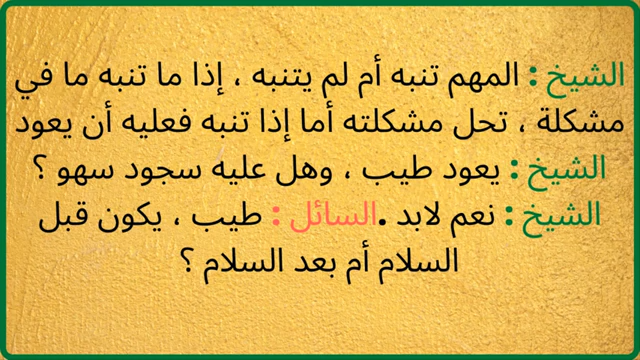 الشيخ : المهم تنبه أم لم يتنبه ، إذا ما تنبه ما في
مشكلة ، تحل مشكلته أما إذا تنبه فعليه أن يعود
الشيخ : يعود طيب ، وهل عليه سجود سهو ؟
الشيخ : نعم لابد .السائل : طيب ، يكون قبل
السلام أم بعد السلام ؟